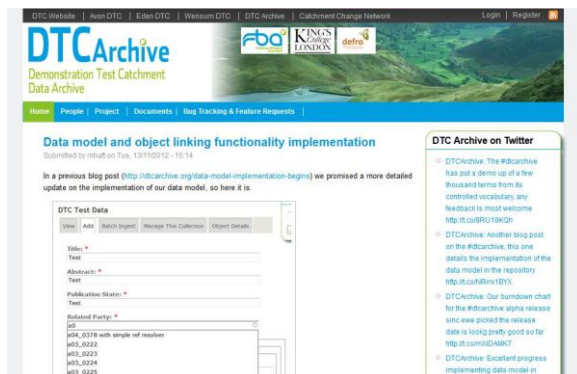 DTC Website | Avon DTC | Eden DTC | Wensum DTC | DTC Archive | Catchment Change Network
Login | Register
DTC Archive
Demonstration Test Catchment
Data Archive
fba
KING'S
College
LONDON
defra
Home People | Project | Documents | Bug Tracking & Feature Requests |
Data model and object linking functionality implementation
Submitted by mhaft on Tue, 13/11/2012 - 15:14
In a previous blog post (http://dtcarchive.org/data-model-implementation-begins) we promised a more detailed
update on the implementation of our data model, so here it is.
DTC Test Data
View Add Batch Ingest Manage This Collection Object Details
Title: *
Test
Abstract: *
Test
Publication State: *
Test
Related Party: *
a0
a04_0378 with simple ref resolver
a03_0222
a03_0223
a03_0224
a03_0225
DTC Archive on Twitter
DTCArchive: The #dtcarchive
has put a demo up of a few
thousand terms from its
controlled vocabulary, any
feedback is most welcome
http://t.co/8RU19KQh
DTCArchive: Another blog post
on the #dtcarchive, this one
details the implementation of the
data model in the repository
http://t.co/NRmv1BYX
DTCArchive: Our burndown chart
for the #dtcarchive alpha release
sinc ewe picked the release
date is lookg pretty good so far
http://t.co/mXiDAMK7
DTCArchive: Excellent progress
implementing data model in